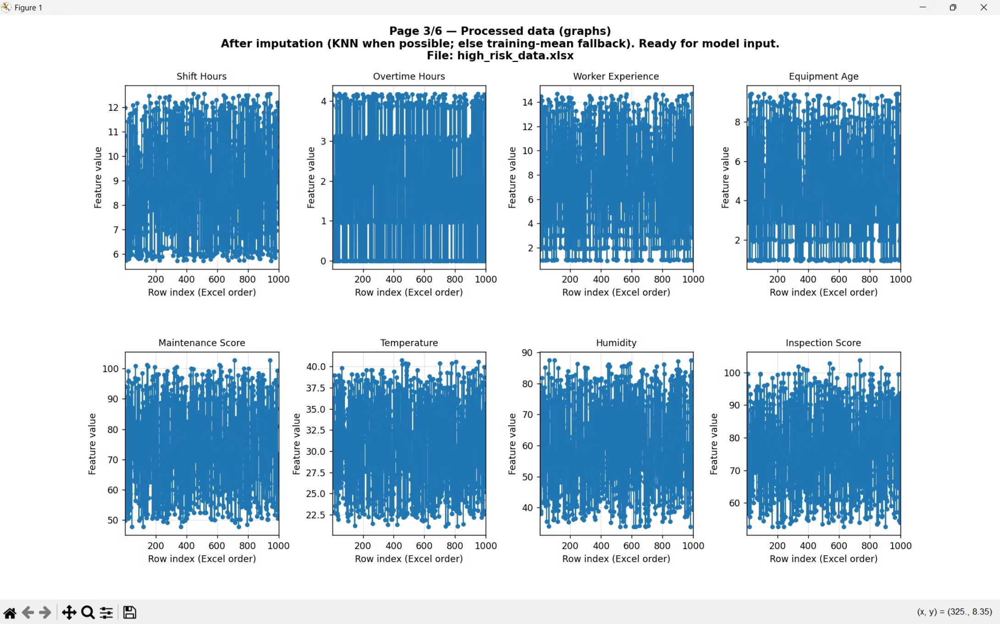 Figure 1
Page 3/6 — Processed data (graphs)
After imputation (KNN when possible; else training-mean fallback). Ready for model input.
File: high_risk_data.xlsx
Shift Hours
Feature value
12
11
10
9
8
7
6
200 400 600 800 1000
Row index (Excel order)
Overtime Hours
Feature value
4
3
2
1
0
200 400 600 800 1000
Row index (Excel order)
Worker Experience
Feature value
14
12
10
8
6
4
2
200 400 600 800 1000
Row index (Excel order)
Equipment Age
Feature value
8
6
4
2
200 400 600 800 1000
Row index (Excel order)
Maintenance Score
Feature value
100
90
80
70
60
50
200 400 600 800 1000
Row index (Excel order)
Temperature
Feature value
40.0
37.5
35.0
32.5
30.0
27.5
25.0
22.5
200 400 600 800 1000
Row index (Excel order)
Humidity
Feature value
90
80
70
60
50
40
200 400 600 800 1000
Row index (Excel order)
Inspection Score
Feature value
100
90
80
70
60
200 400 600 800 1000
Row index (Excel order)
(x, y) = (325., 8.35)